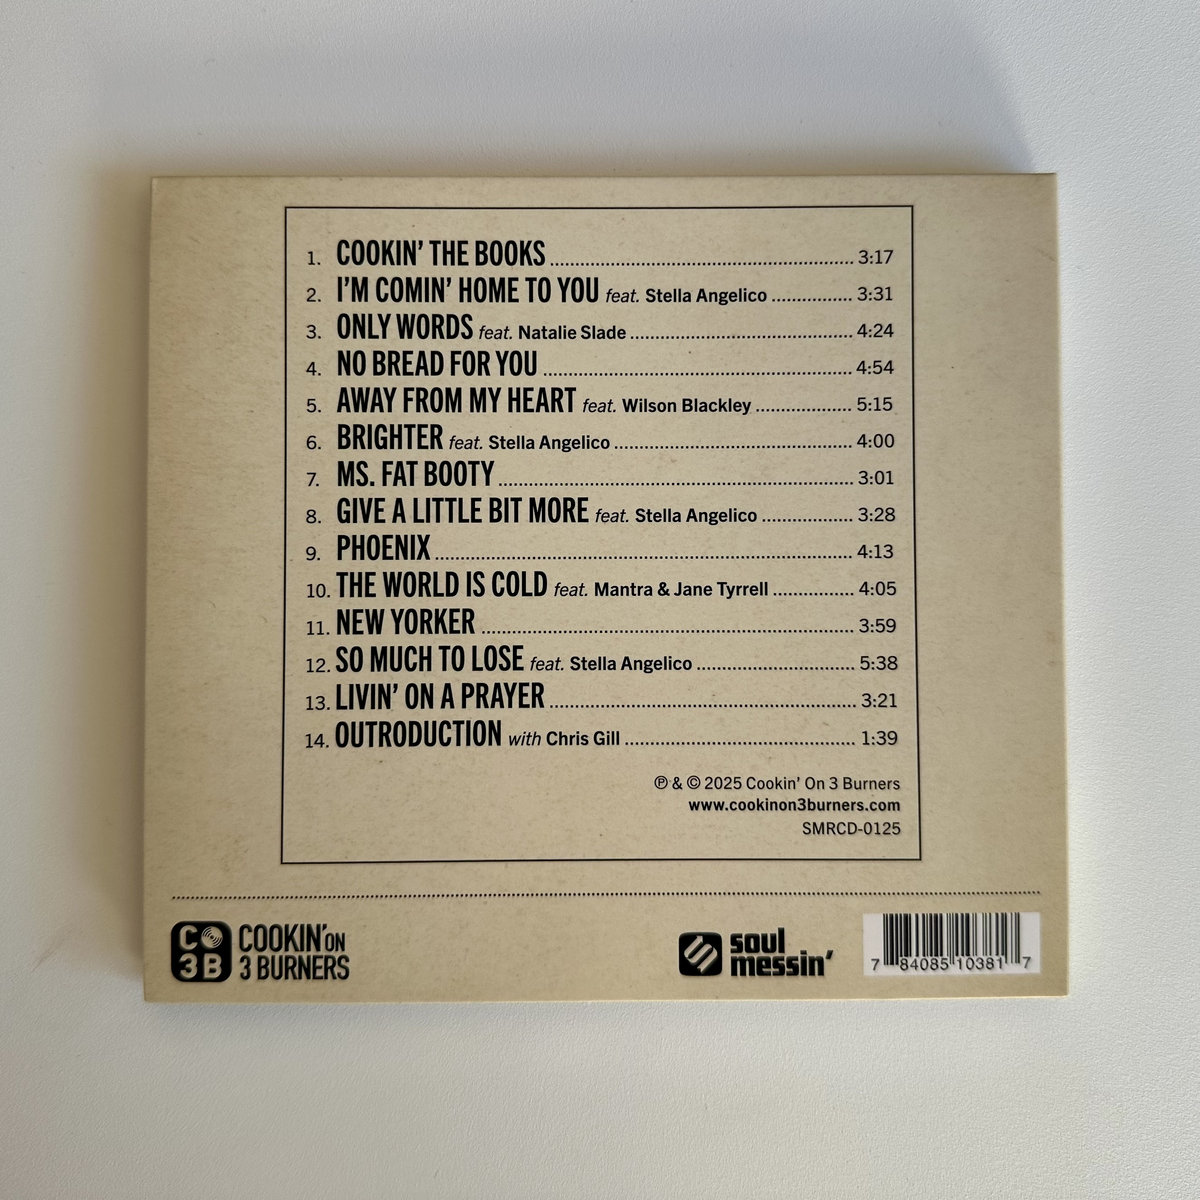 1. COOKIN' THE BOOKS 3:17
2. I'M COMIN' HOME TO YOU feat. Stella Angelico 3:31
3. ONLY WORDS feat. Natalie Slade 4:24
4. NO BREAD FOR YOU 4:54
5. AWAY FROM MY HEART feat. Wilson Blackley 5:15
6. BRIGHTER feat. Stella Angelico 4:00
7. MS. FAT BOOTY 3:01
8. GIVE A LITTLE BIT MORE feat. Stella Angelico 3:28
9. PHOENIX 4:13
10. THE WORLD IS COLD feat. Mantra & Jane Tyrrell 4:05
11. NEW YORKER 3:59
12. SO MUCH TO LOSE feat. Stella Angelico 5:38
13. LIVIN' ON A PRAYER 3:21
14. OUTRODUCTION with Chris Gill 1:39
℗ & © 2025 Cookin' On 3 Burners
www.cookinon3burners.com
SMRCD-0125
CO
3B
COOKIN' ON
3 BURNERS
soul
messin'
7 84085 10381 7